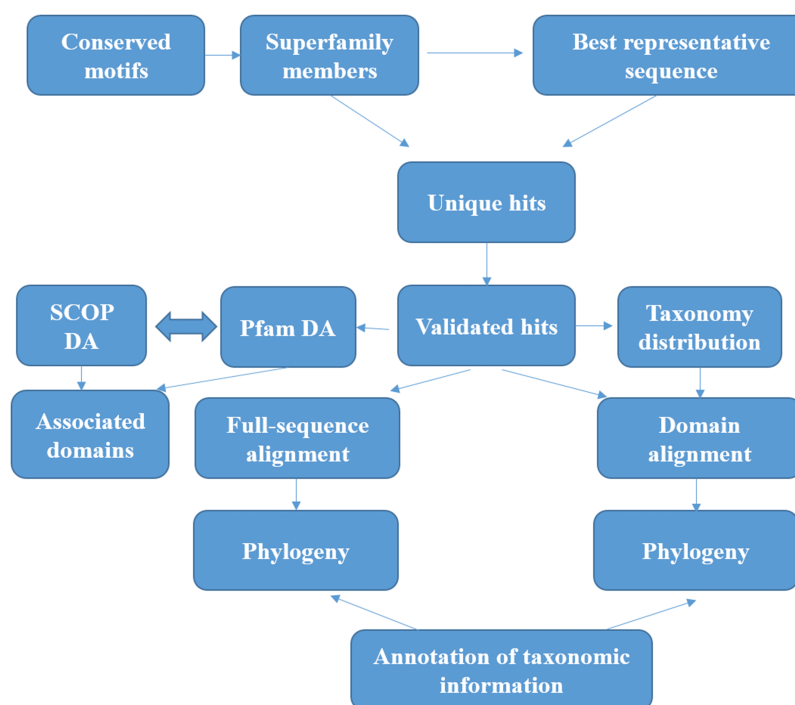 Conserved
motifs
Superfamily
members
Best representative
sequence
Unique hits
SCOP
DA
Pfam DA
Validated hits
Taxonomy
distribution
Associated
domains
Full-sequence
alignment
Domain
alignment
Phylogeny
Phylogeny
Annotation of taxonomic
information